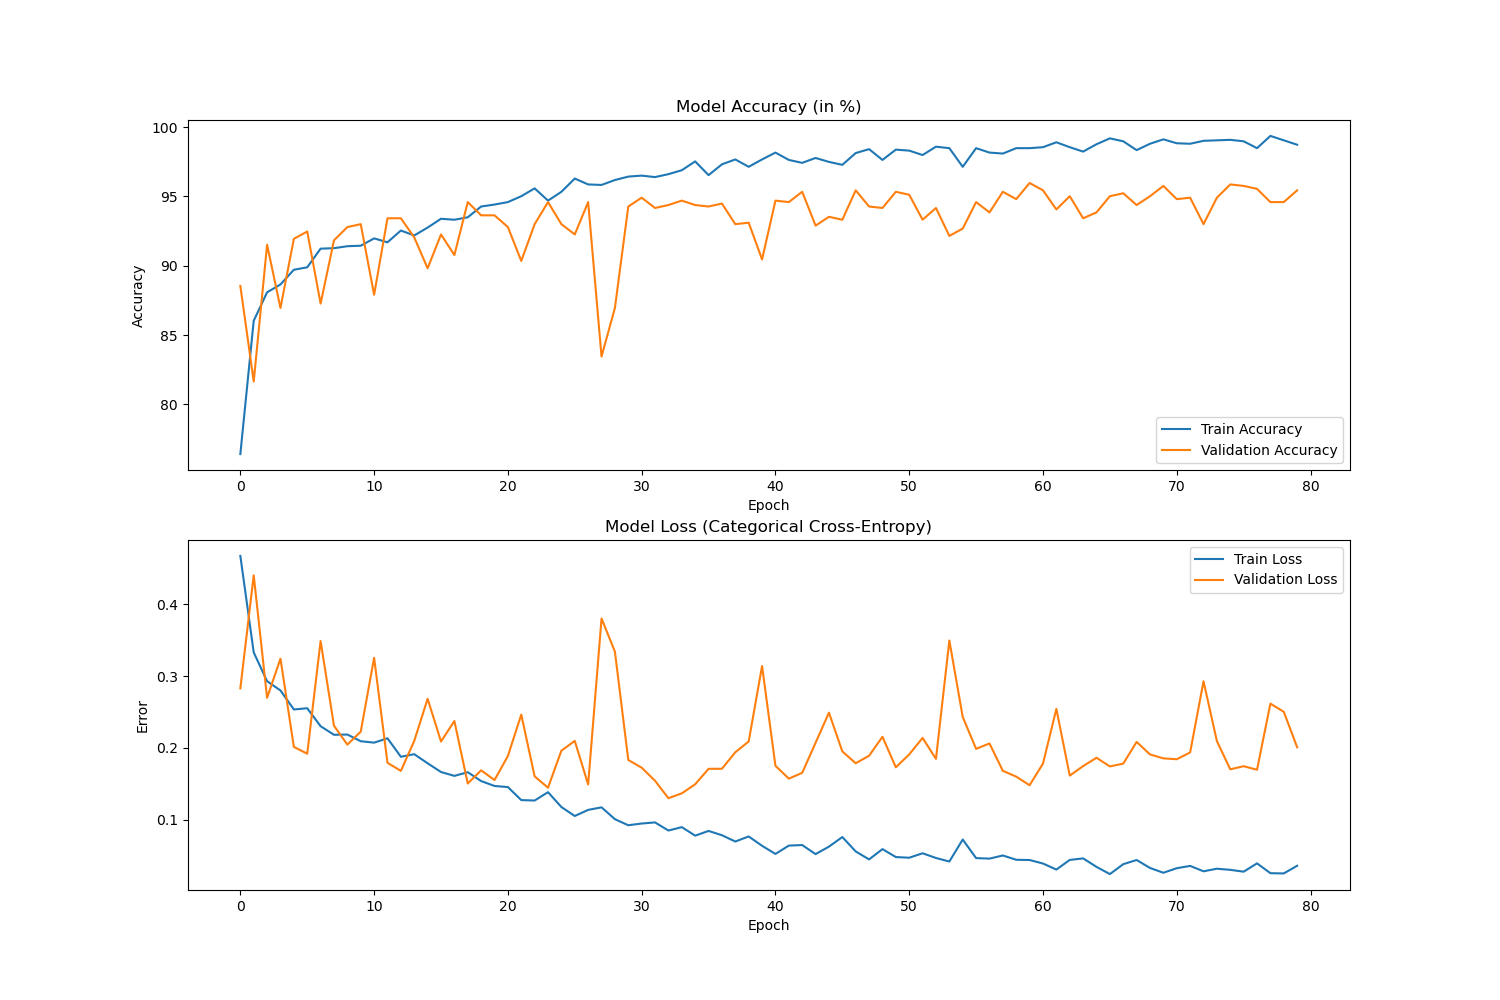 Model Accuracy (in %)
100
95
90
85
80
Accuracy
Train Accuracy
Validation Accuracy
0 10 20 30 40 50 60 70 80
Epoch
Model Loss (Categorical Cross-Entropy)
Train Loss
Validation Loss
0.4
0.3
0.2
0.1
Error
0 10 20 30 40 50 60 70 80
Epoch